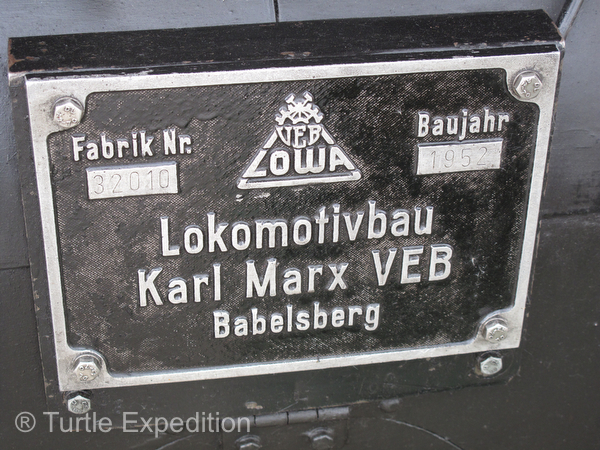 Fabrik Nr. VEB Baujahr
32010 LOWA 1952
Lokomotivbau
Karl Marx VEB
Babelsberg
® Turtle Expedition